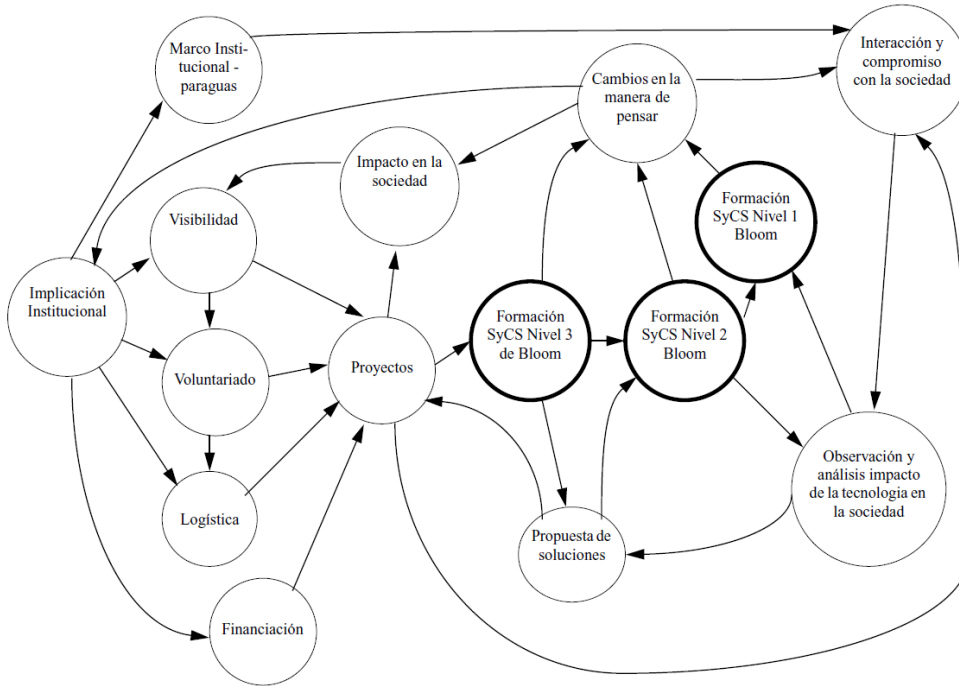 Marco Insti-
tucional -
paraguas
Interacción y
compromiso
con la sociedad
Cambios en la
manera de
pensar
Impacto en la
sociedad
Formación
SyCS Nivel 1
Bloom
Visibilidad
Implicación
Institucional
Formación
SyCS Nivel 3
de Bloom
Formación
SyCS Nivel 2
Bloom
Proyectos
Voluntariado
Observación y
análisis impacto
de la tecnologia en
la sociedad
Logística
Propuesta de
soluciones
Financiación